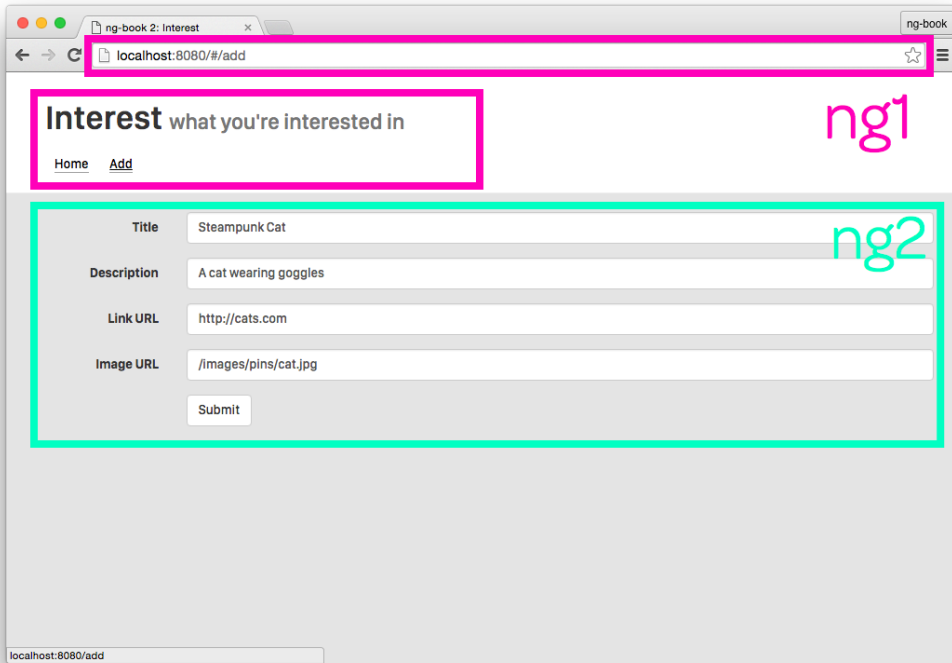 ng-book 2: Interest
ng-book
localhost:8080/#/add
Interest what you're interested in
ng1
Home Add
ng2
Title Steampunk Cat
Description A cat wearing goggles
Link URL http://cats.com
Image URL /images/pins/cat.jpg
Submit
localhost:8080/add